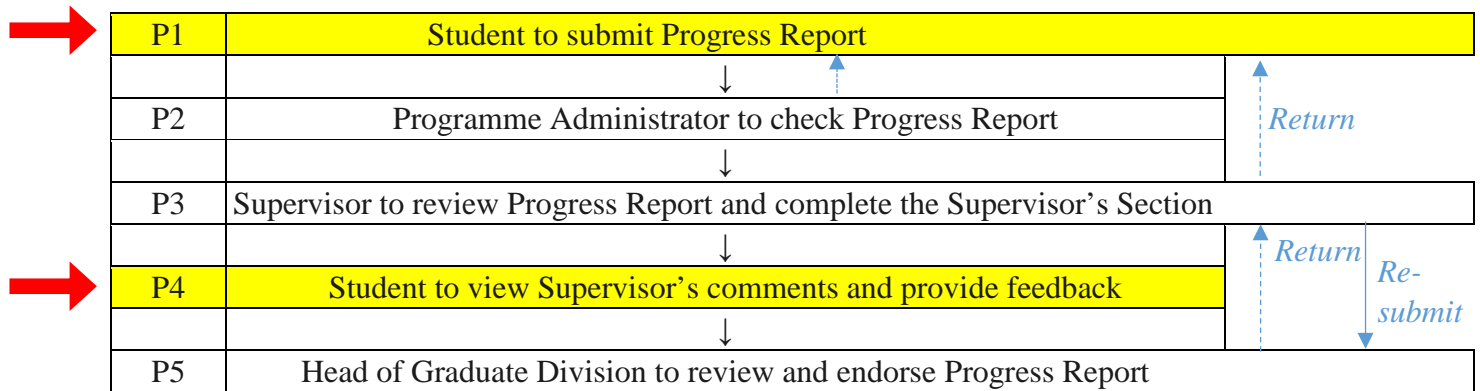 P1 Student to submit Progress Report
↓
P2 Programme Administrator to check Progress Report Return
↓
P3 Supervisor to review Progress Report and complete the Supervisor’s Section
↓ Return Re-
P4 Student to view Supervisor’s comments and provide feedback
↓ submit
P5 Head of Graduate Division to review and endorse Progress Report